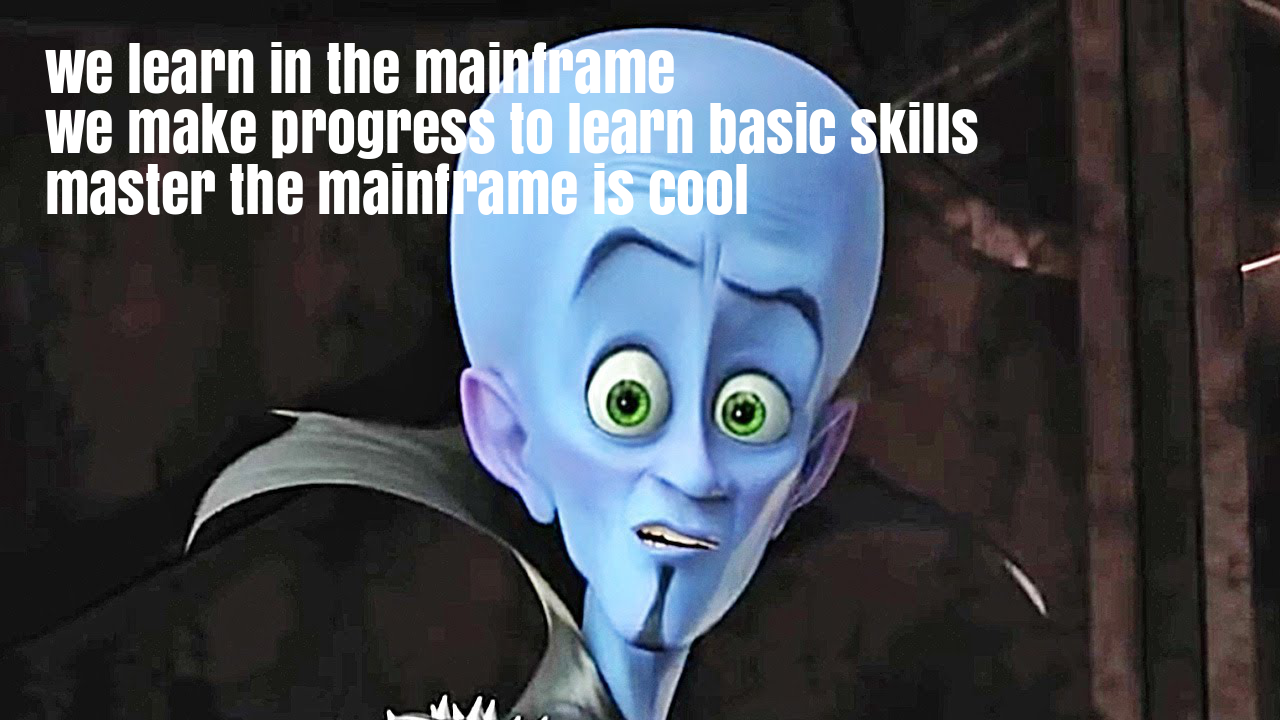 we learn in the mainframe
we make progress to learn basic skills
master the mainframe is cool